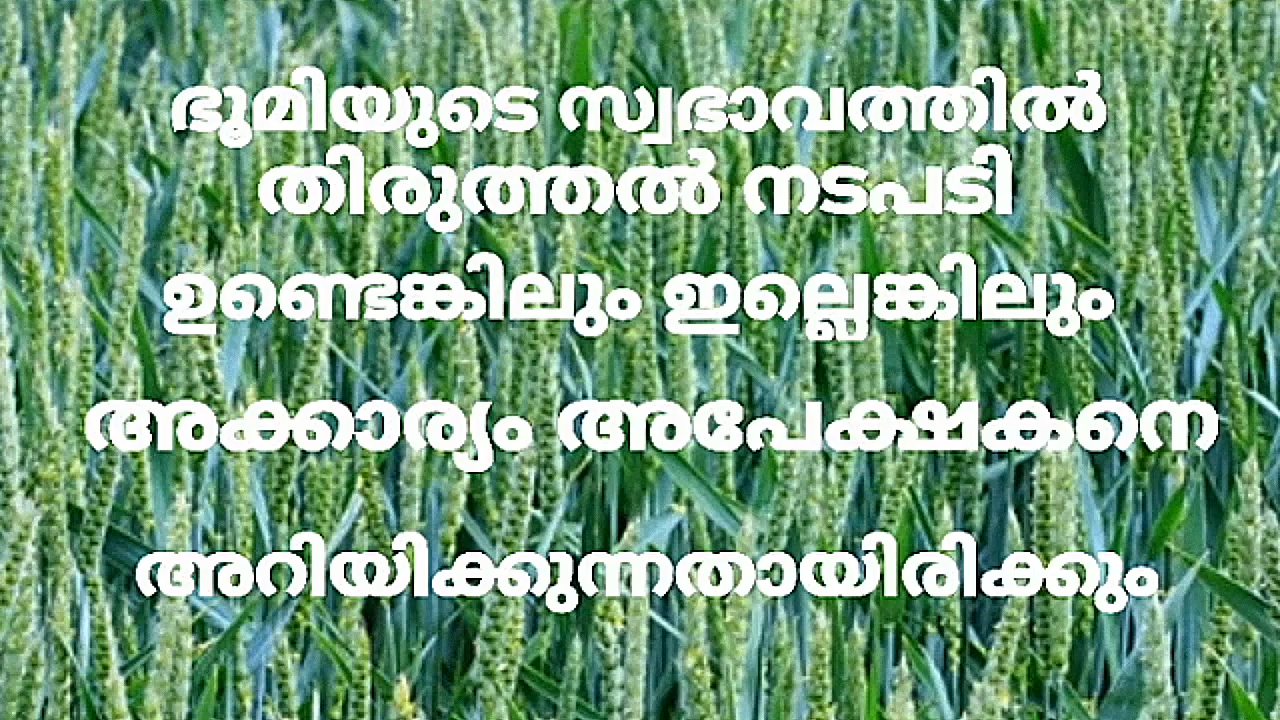 ഭൂമിയുടെ സ്വഭാവത്തിൽ
തിരുത്തൽ നടപടി
ഉണ്ടെങ്കിലും ഇല്ലെങ്കിലും
അക്കാര്യം അപേക്ഷകനെ
അറിയിക്കുന്നതായിരിക്കും